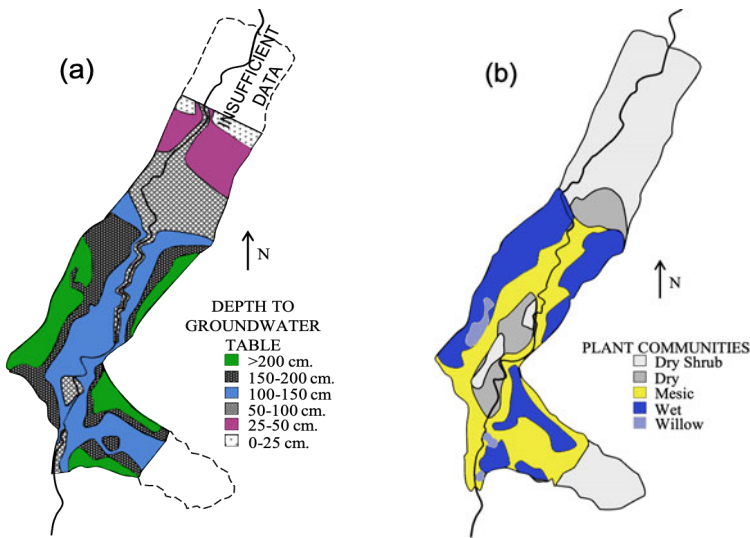 (a)
INSUFFICIENT
DATA
N
DEPTH TO
GROUNDWATER
TABLE
>200 cm.
150-200 cm.
100-150 cm
50-100 cm.
25-50 cm.
0-25 cm.
(b)
N
PLANT COMMUNITIES
Dry Shrub
Dry
Mesic
Wet
Willow